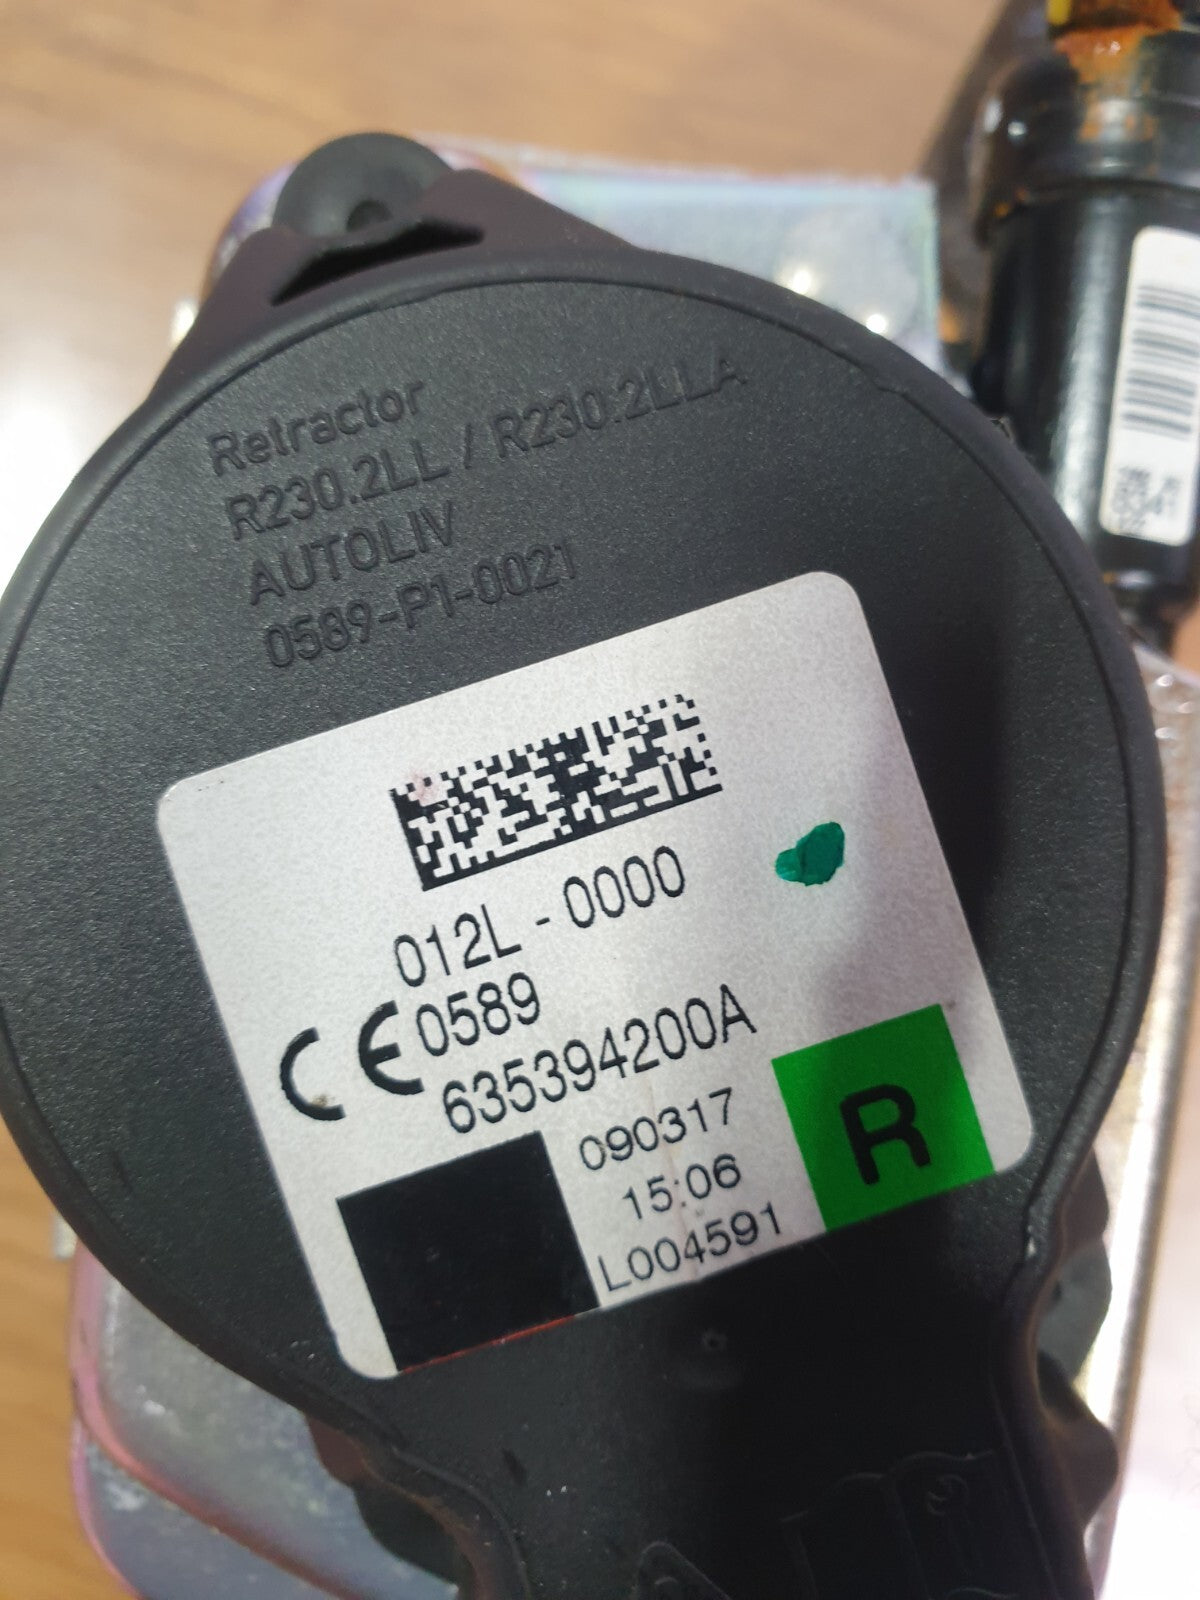 Retractor
R230.2LL / R230.2LLA
AUTOLIV
0589-P1-0021
012L - 0000
CE 0589
635394200A
090317
15:06
L004591
R